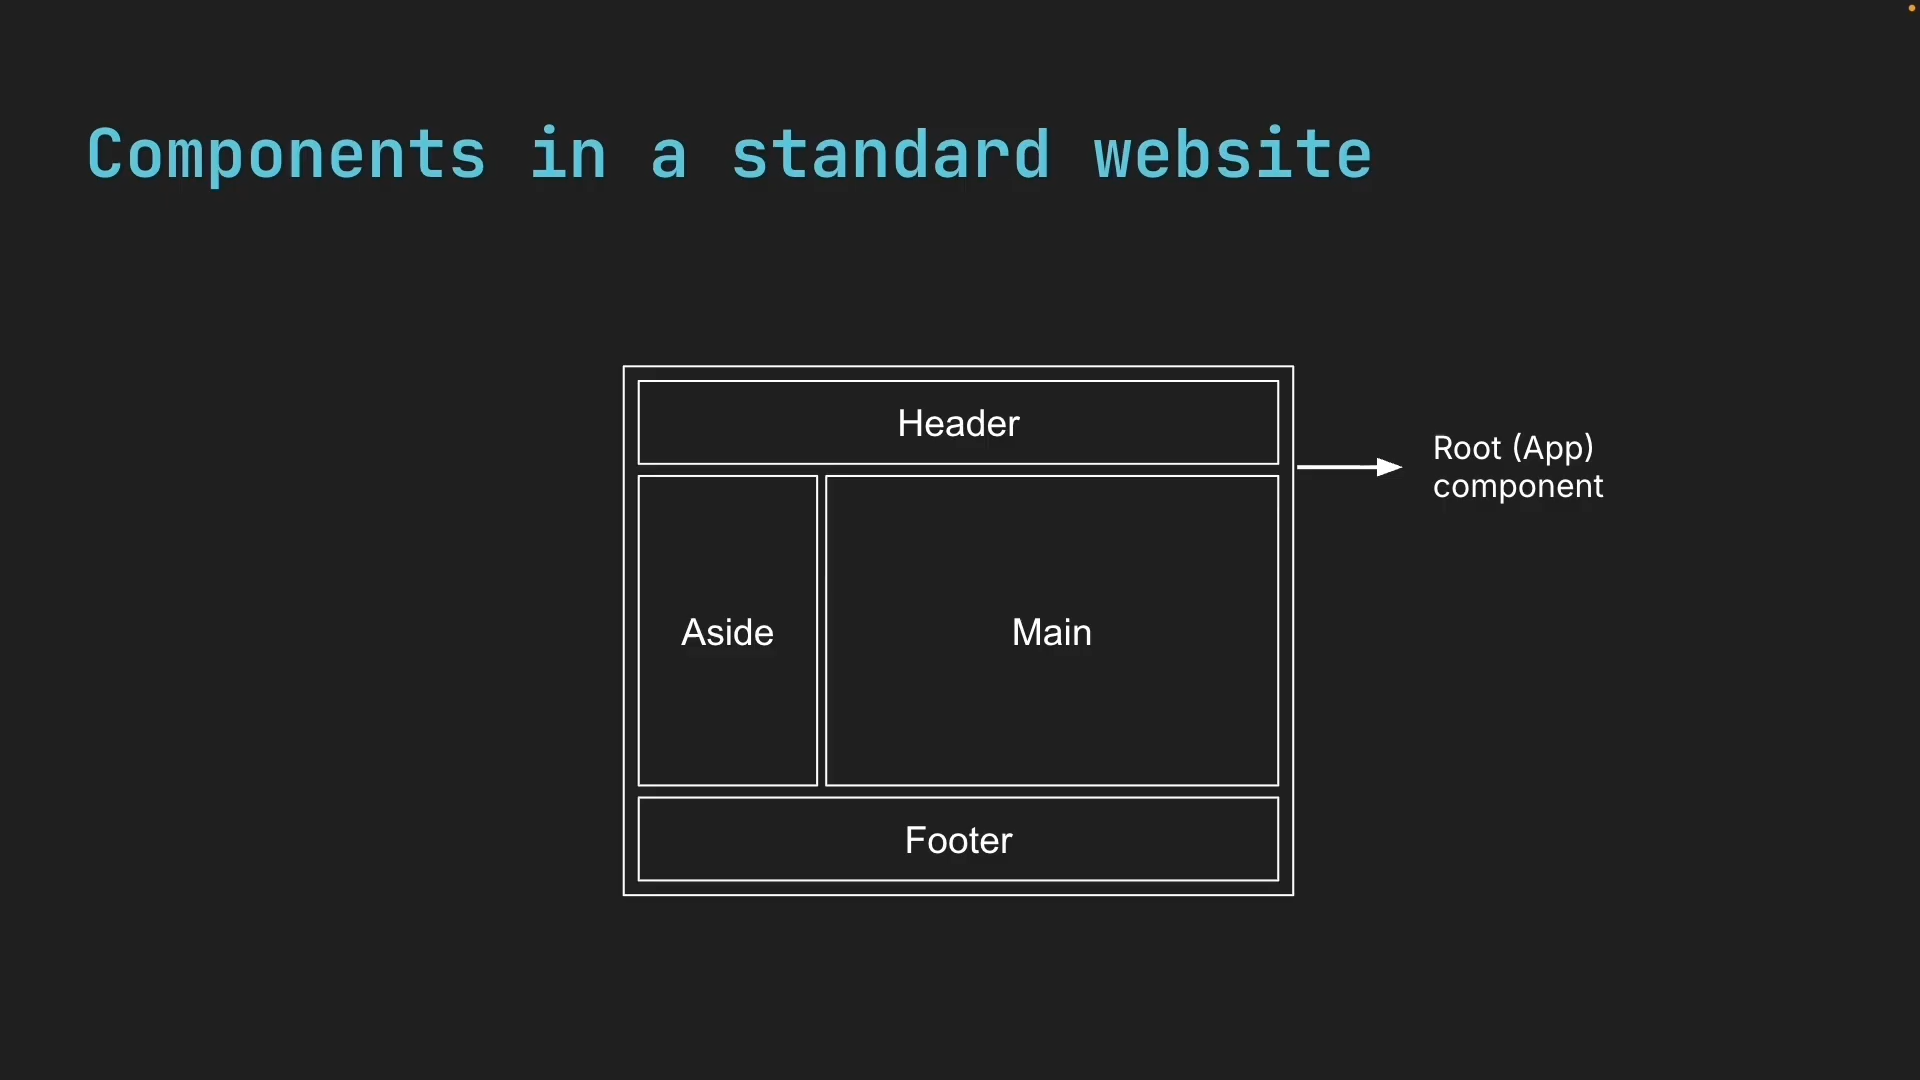 Components in a standard website
Header
Root (App)
component
Aside
Main
Footer